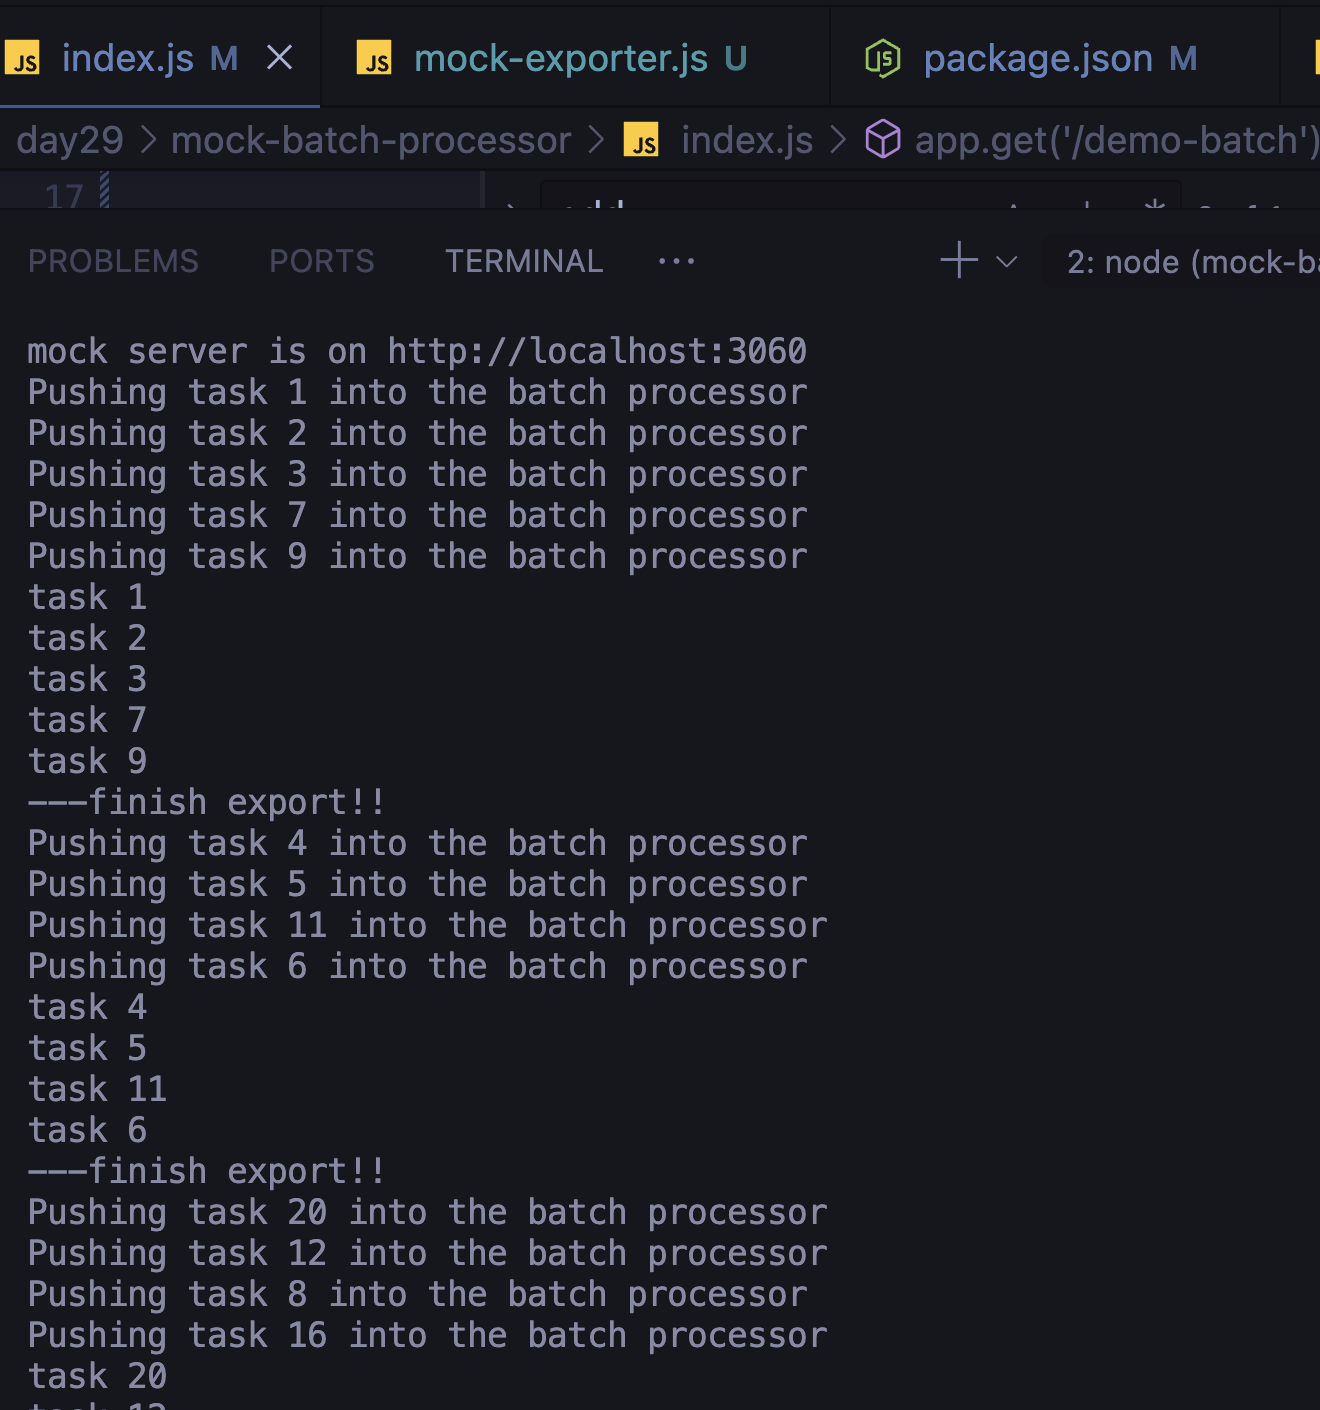 JS index.js M × JS mock-exporter.js U package.json M
day29 > mock-batch-processor > JS index.js > app.get('/demo-batch')
17
PROBLEMS PORTS TERMINAL ··· + 2: node (mock-ba
mock server is on http://localhost:3060
Pushing task 1 into the batch processor
Pushing task 2 into the batch processor
Pushing task 3 into the batch processor
Pushing task 7 into the batch processor
Pushing task 9 into the batch processor
task 1
task 2
task 3
task 7
task 9
---finish export!!
Pushing task 4 into the batch processor
Pushing task 5 into the batch processor
Pushing task 11 into the batch processor
Pushing task 6 into the batch processor
task 4
task 5
task 11
task 6
---finish export!!
Pushing task 20 into the batch processor
Pushing task 12 into the batch processor
Pushing task 8 into the batch processor
Pushing task 16 into the batch processor
task 20
task 12